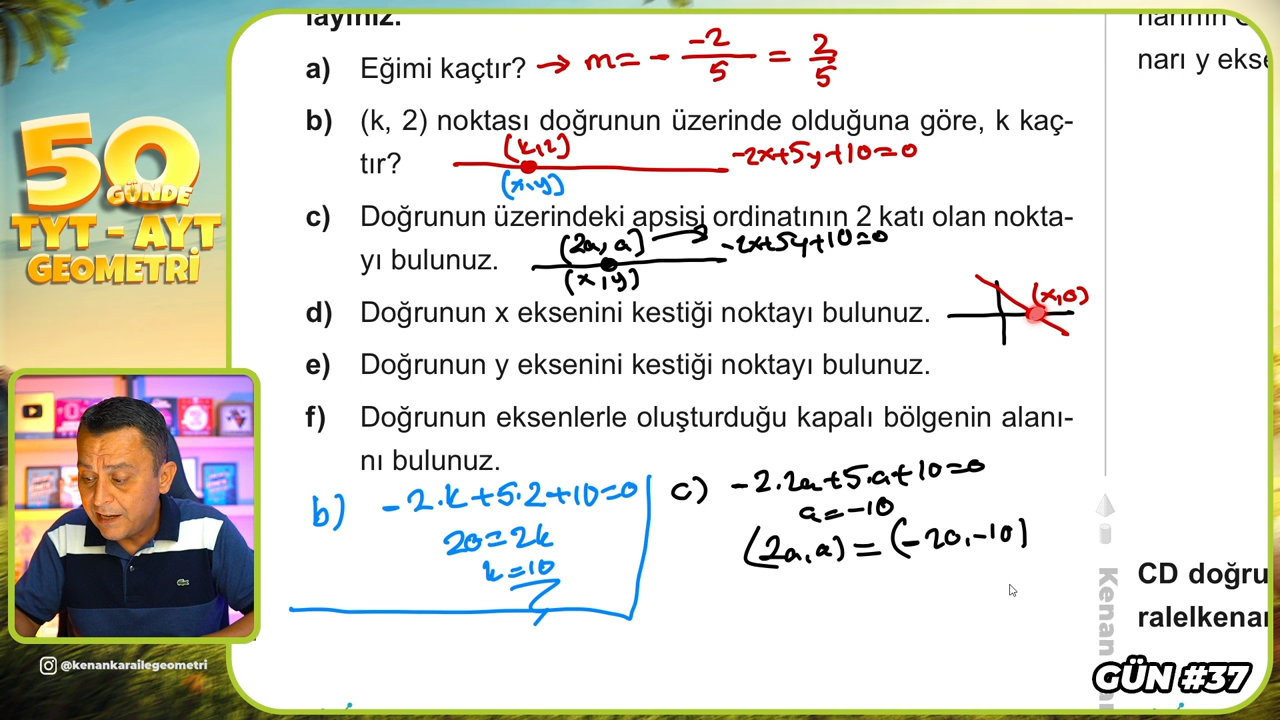 layınız.
a) Eğimi kaçtır? → m = - -2/5 = 2/5
b) (k, 2) noktası doğrunun üzerinde olduğuna göre, k kaç-
tır?
(k,2)
-2x+5y+10=0
(x,y)
c) Doğrunun üzerindeki apsisi ordinatının 2 katı olan nokta-
yı bulunuz.
(2a, a)
-2x+5y+10=0
(x,y)
d) Doğrunun x eksenini kestiği noktayı bulunuz.
(x,0)
e) Doğrunun y eksenini kestiği noktayı bulunuz.
f) Doğrunun eksenlerle oluşturduğu kapalı bölgenin alanı-
nı bulunuz.
b) -2.k+5.2+10=0
20=2k
k=10
c) -2.2a+5.a+10=0
a=-10
(2a,a)=(-20,-10)
narı y ekse
CD doğru
ralelkenar
Kenan
50
GÜNDE
TYT - AYT
GEOMETRİ
@kenankarailegeometri
GÜN #37